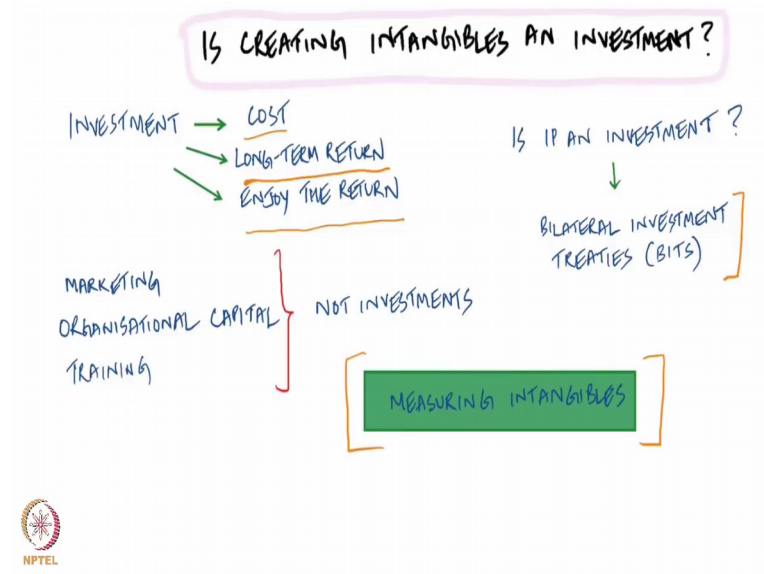 IS CREATING INTANGIBLES AN INVESTMENT?
INVESTMENT → COST
LONG-TERM RETURN
ENJOY THE RETURN
IS IP AN INVESTMENT?
↓
BILATERAL INVESTMENT
TREATIES (BITS)
MARKETING
ORGANISATIONAL CAPITAL
TRAINING
NOT INVESTMENTS
MEASURING INTANGIBLES
NPTEL